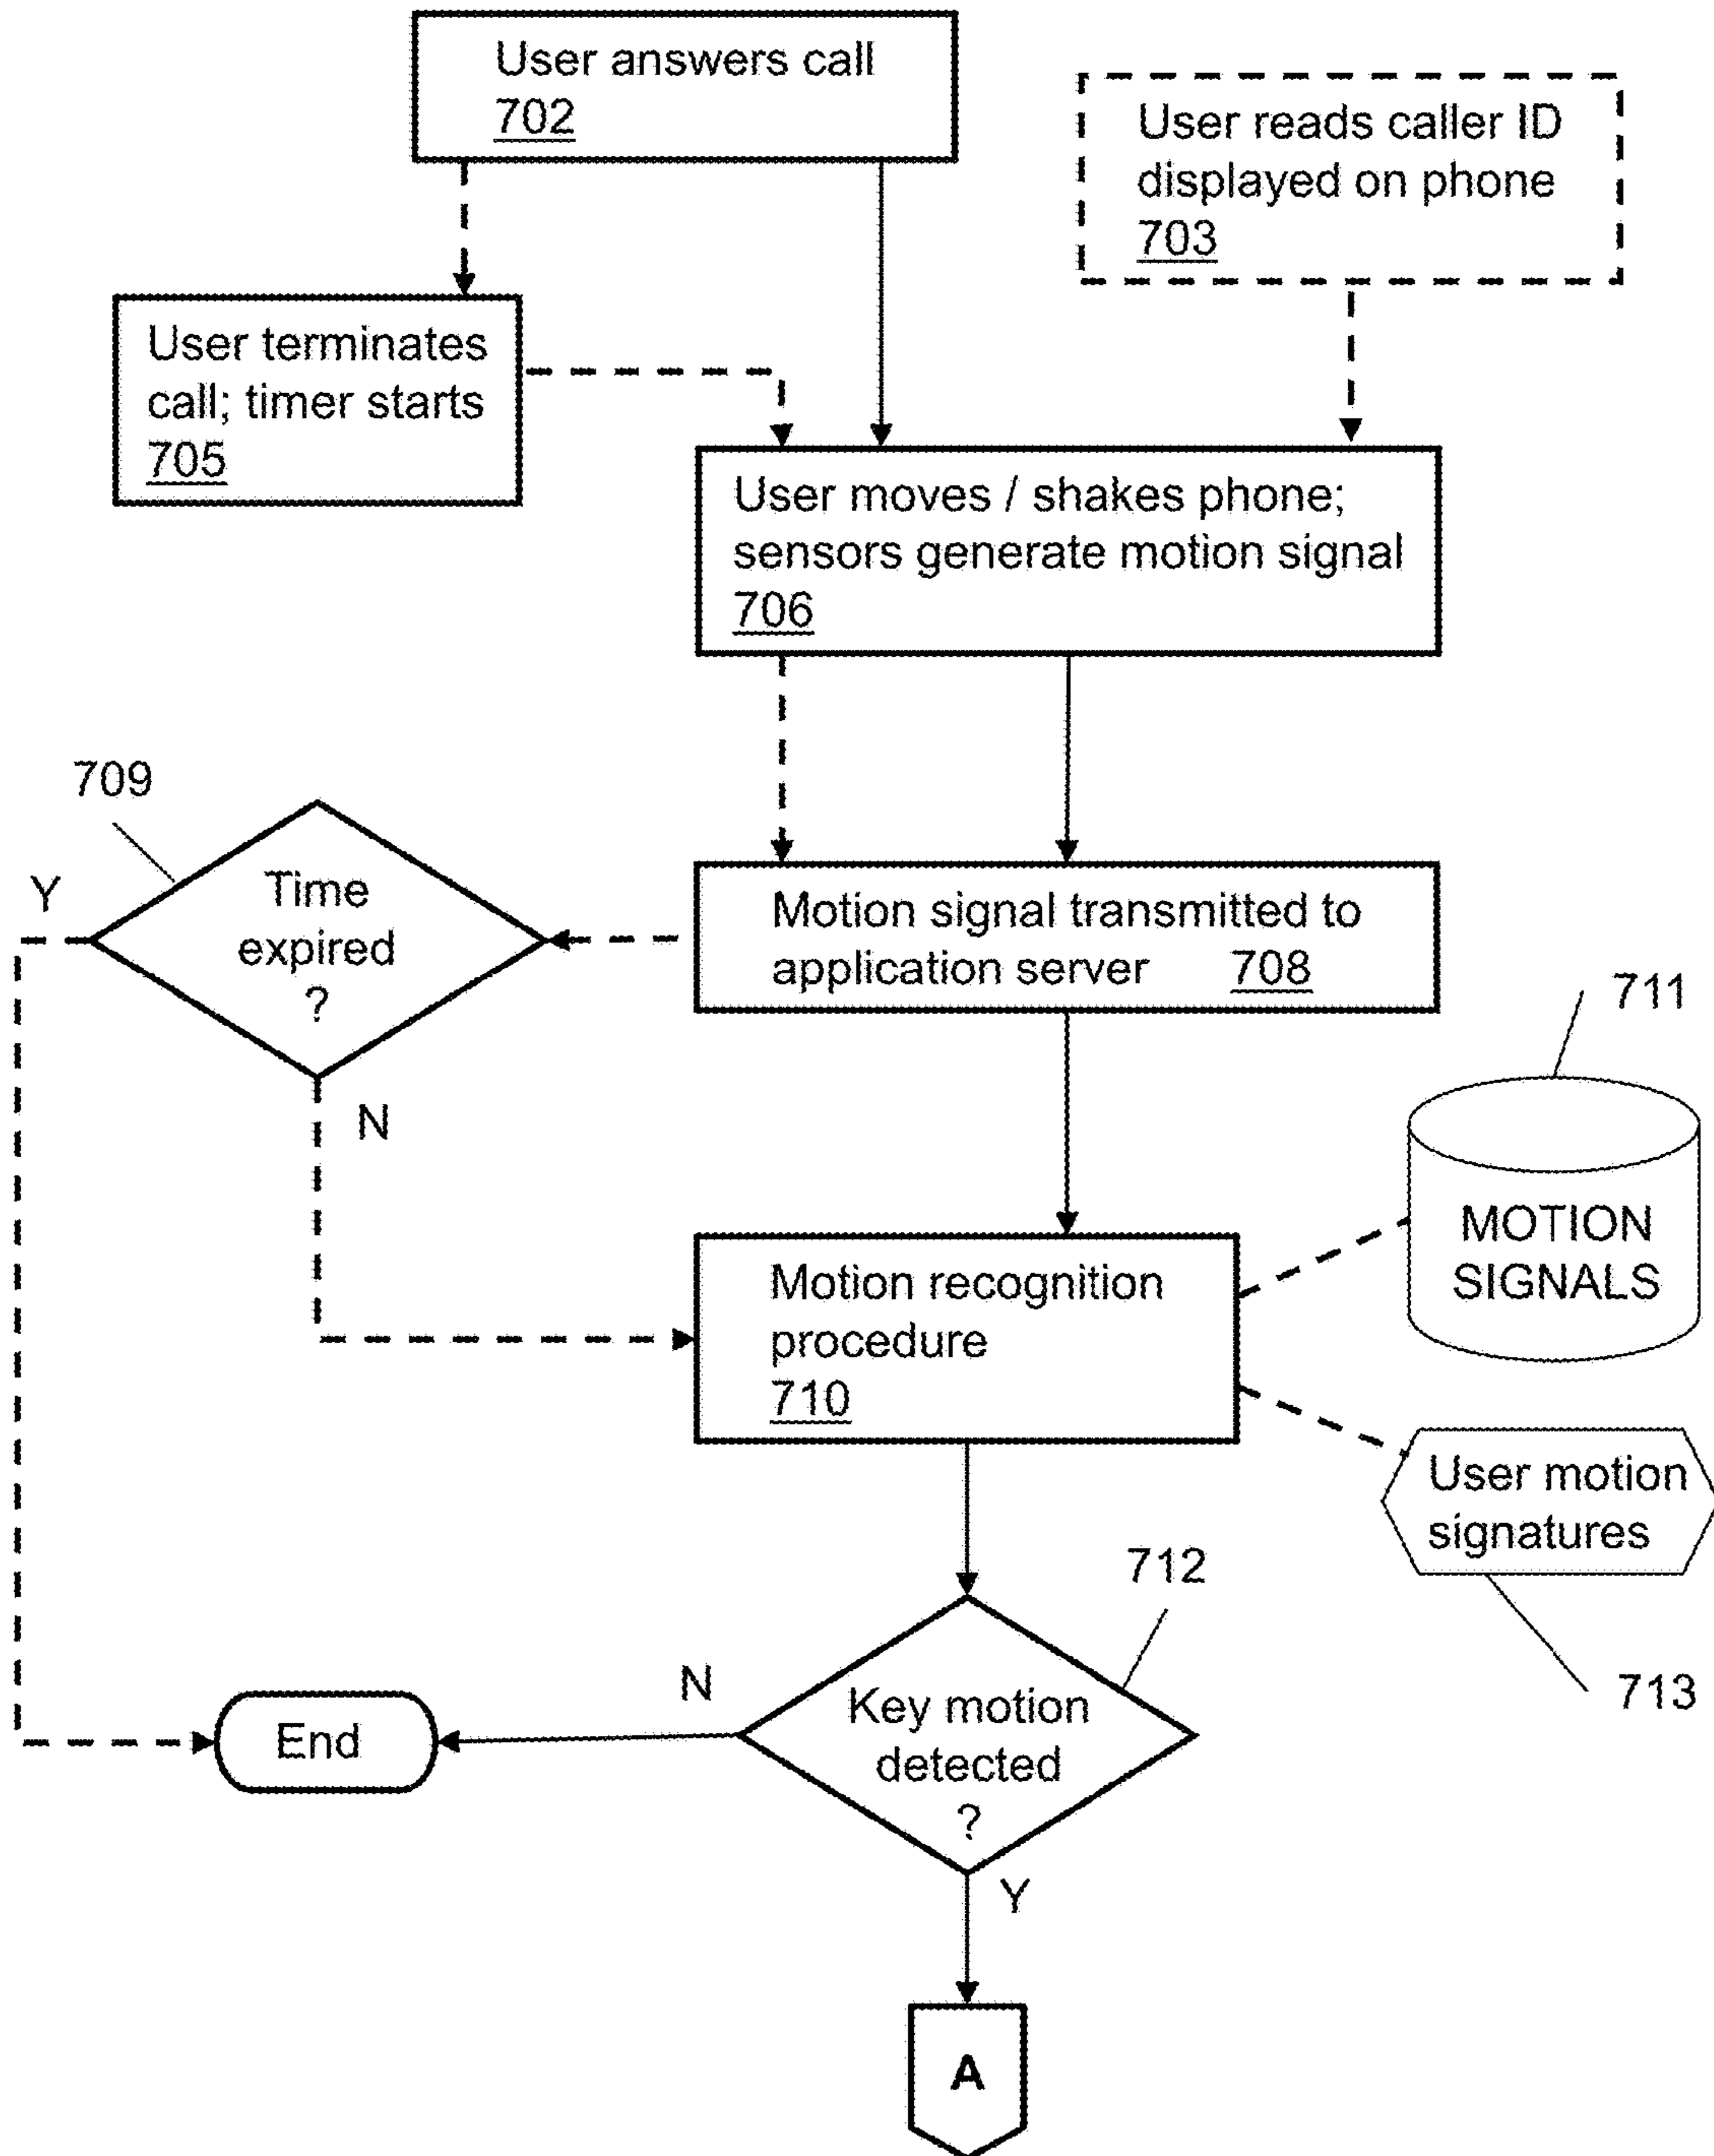 User answers call
702
User reads caller ID
displayed on phone
703
User terminates
call; timer starts
705
User moves / shakes phone;
sensors generate motion signal
706
709
Y
Time
expired
?
N
Motion signal transmitted to
application server 708
711
MOTION
SIGNALS
Motion recognition
procedure
710
User motion
signatures
713
712
N
Key motion
detected
?
Y
End
A